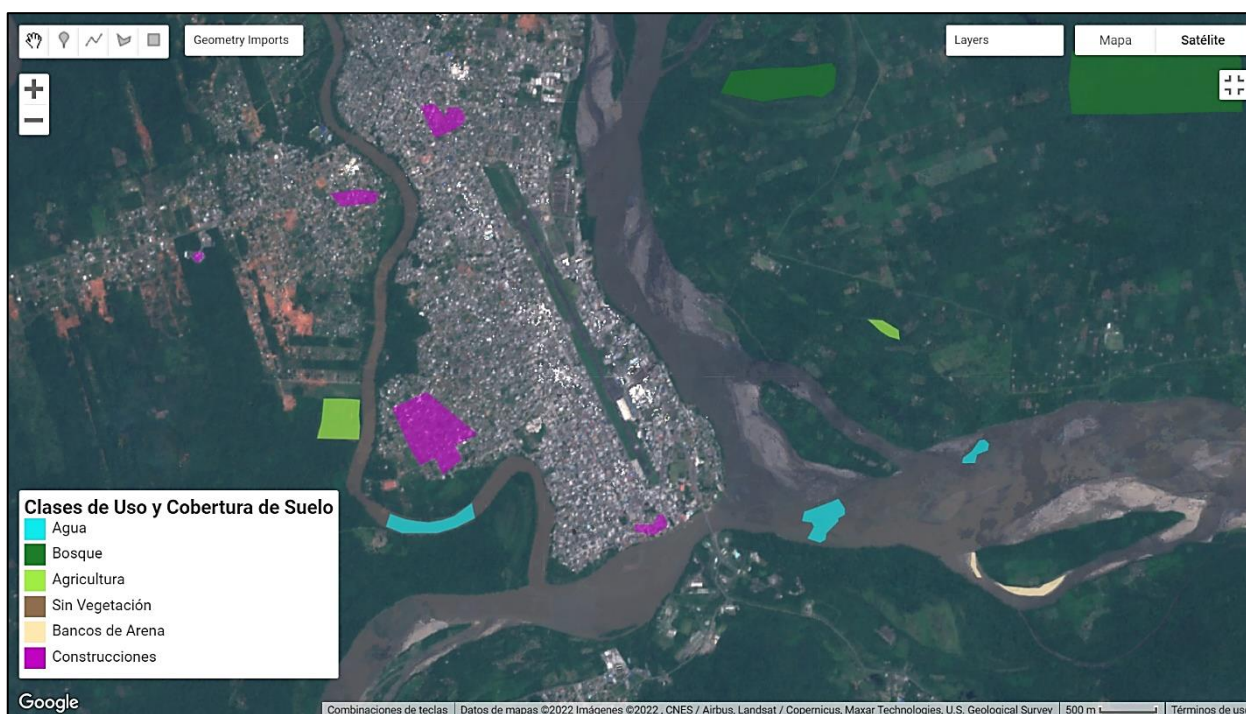 Geometry Imports
Layers
Mapa
Satélite
+
−
Clases de Uso y Cobertura de Suelo
Agua
Bosque
Agricultura
Sin Vegetación
Bancos de Arena
Construcciones
Google
Combinaciones de teclas
Datos de mapas ©2022 Imágenes ©2022 , CNES / Airbus, Landsat / Copernicus, Maxar Technologies, U.S. Geological Survey
500 m
Términos de uso